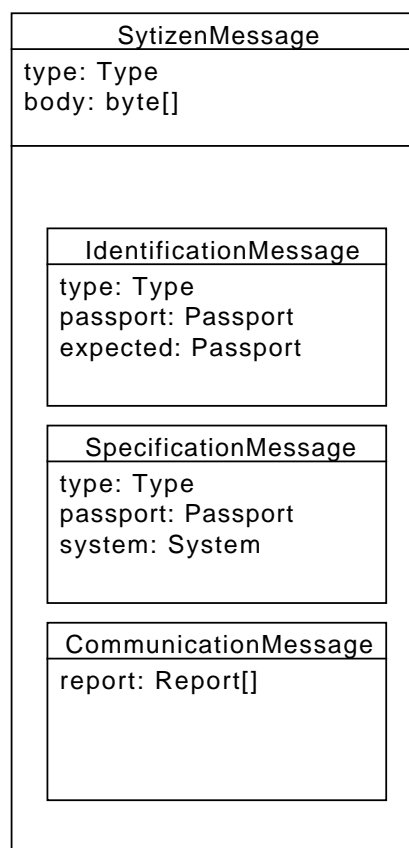 SytizenMessage
type: Type
body: byte[]
IdentificationMessage
type: Type
passport: Passport
expected: Passport
SpecificationMessage
type: Type
passport: Passport
system: System
CommunicationMessage
report: Report[]